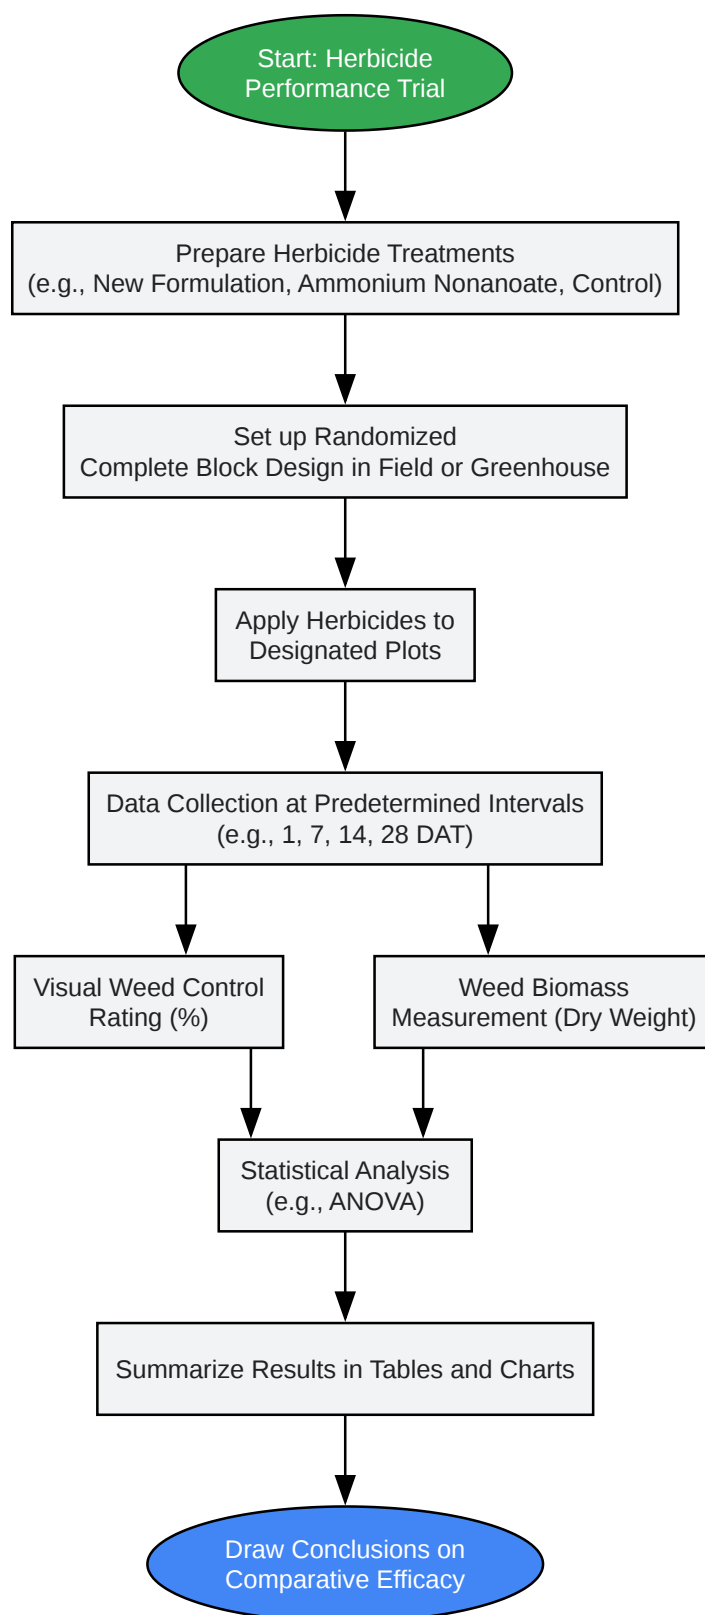 Start: Herbicide
Performance Trial
Prepare Herbicide Treatments
(e.g., New Formulation, Ammonium Nonanoate, Control)
Set up Randomized
Complete Block Design in Field or Greenhouse
Apply Herbicides to
Designated Plots
Data Collection at Predetermined Intervals
(e.g., 1, 7, 14, 28 DAT)
Visual Weed Control
Rating (%)
Weed Biomass
Measurement (Dry Weight)
Statistical Analysis
(e.g., ANOVA)
Summarize Results in Tables and Charts
Draw Conclusions on
Comparative Efficacy